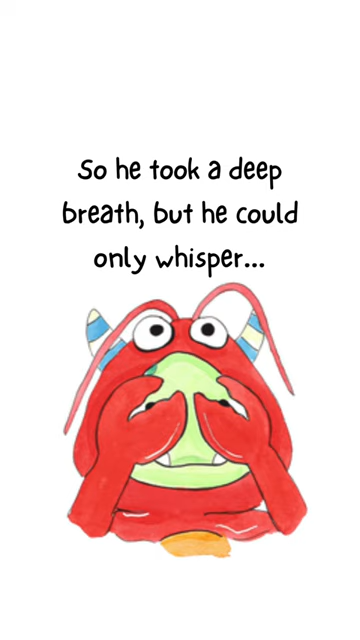 So he took a deep
breath, but he could
only whisper...